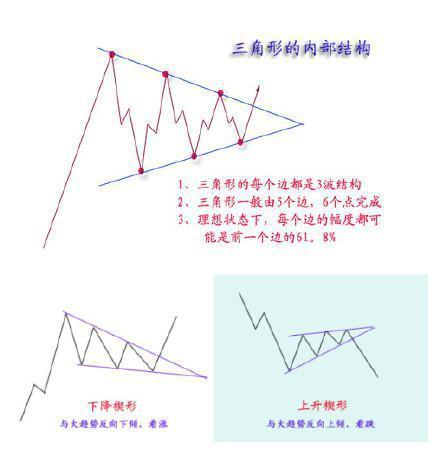 三角形的内部结构
1、三角形的每个边都是3波结构
2、三角形一般由5个边，6个点完成
3、理想状态下，每个边的幅度都可
能是前一个边的61。8%
下降楔形
与大趋势反向下倾，看涨
上升楔形
与大趋势反向上倾，看跌